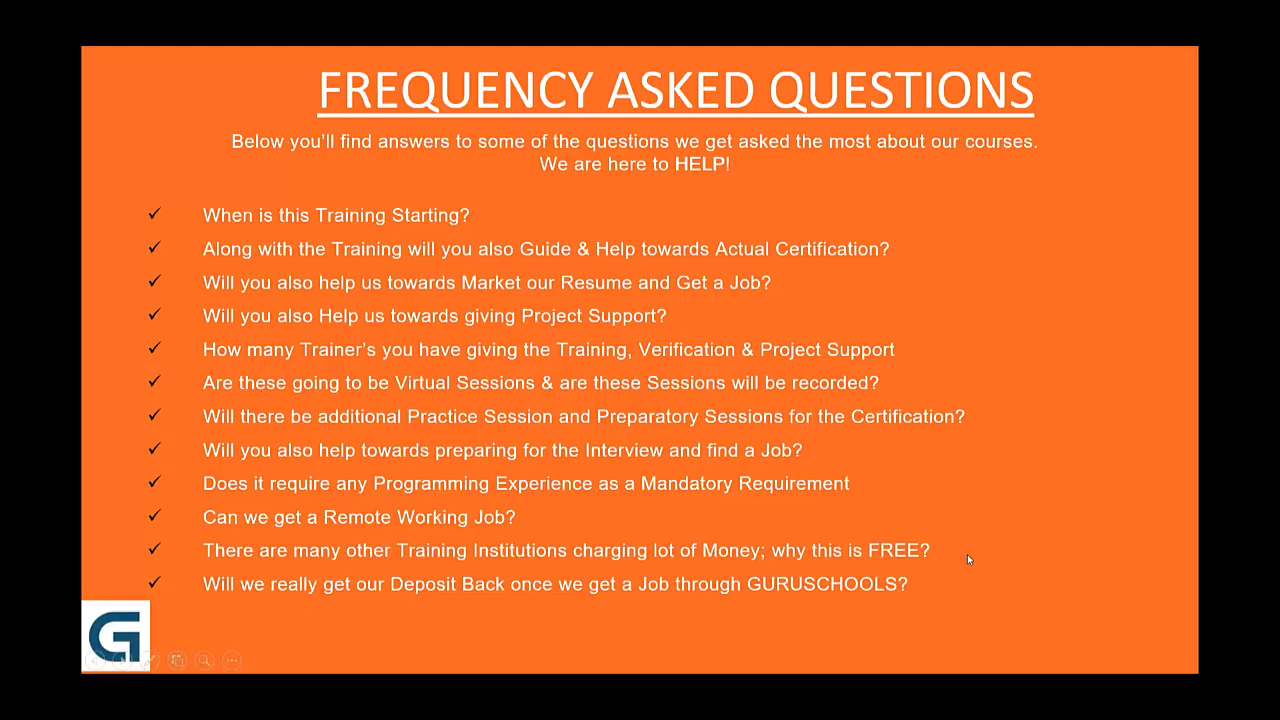 FREQUENCY ASKED QUESTIONS
Below you'll find answers to some of the questions we get asked the most about our courses.
We are here to HELP!
When is this Training Starting?
Along with the Training will you also Guide & Help towards Actual Certification?
Will you also help us towards Market our Resume and Get a Job?
Will you also Help us towards giving Project Support?
How many Trainer's you have giving the Training, Verification & Project Support
Are these going to be Virtual Sessions & are these Sessions will be recorded?
Will there be additional Practice Session and Preparatory Sessions for the Certification?
Will you also help towards preparing for the Interview and find a Job?
Does it require any Programming Experience as a Mandatory Requirement
Can we get a Remote Working Job?
There are many other Training Institutions charging lot of Money; why this is FREE?
Will we really get our Deposit Back once we get a Job through GURUSCHOOLS?
G